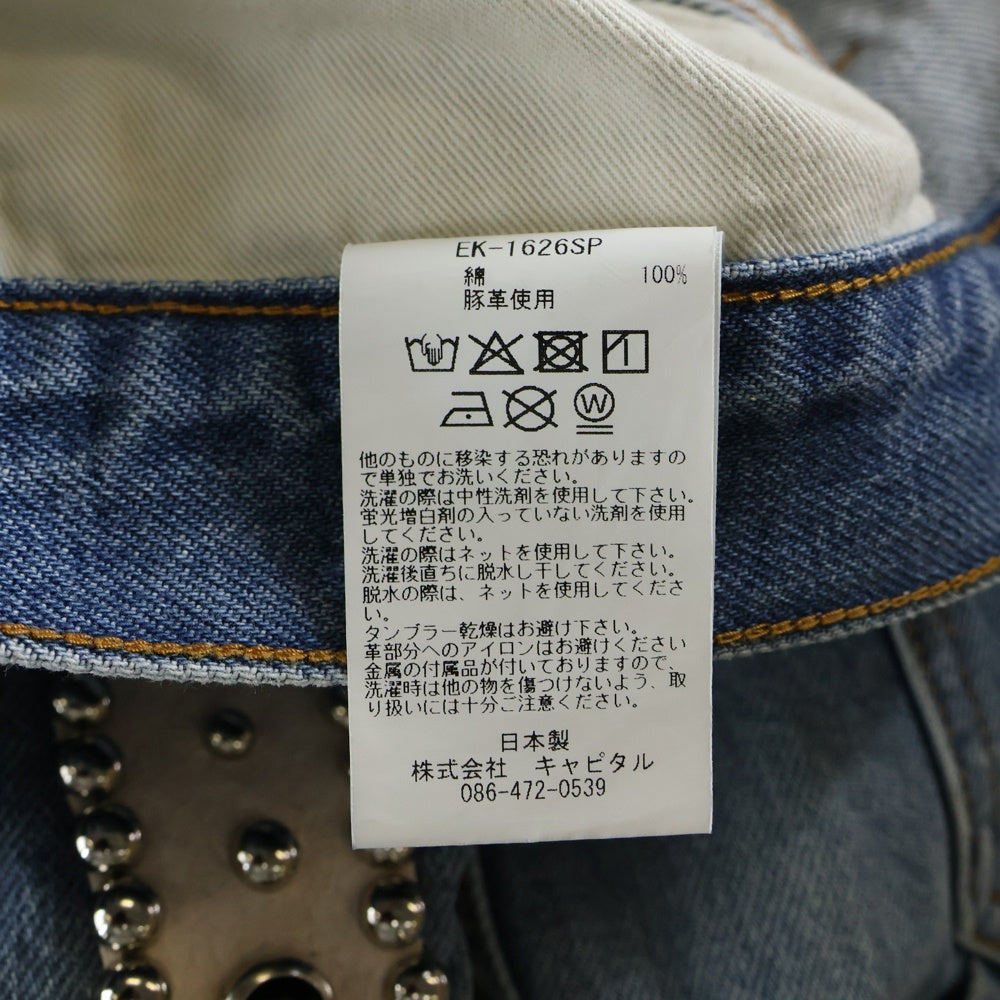 EK-1626SP
綿 100%
豚革使用
W
他のものに移染する恐れがありますの
で単独でお洗いください。
洗濯の際は中性洗剤を使用して下さい。
蛍光増白剤の入っていない洗剤を使用
してください。
洗濯の際はネットを使用して下さい。
洗濯後直ちに脱水し干してください。
脱水の際は、ネットを使用してくださ
い。
タンブラー乾燥はお避け下さい。
革部分へのアイロンはお避けください
金属の付属品が付いておりますので、
洗濯時は他の物を傷つけないよう、取
り扱いには十分ご注意ください。
日本製
株式会社 キャピタル
086-472-0539